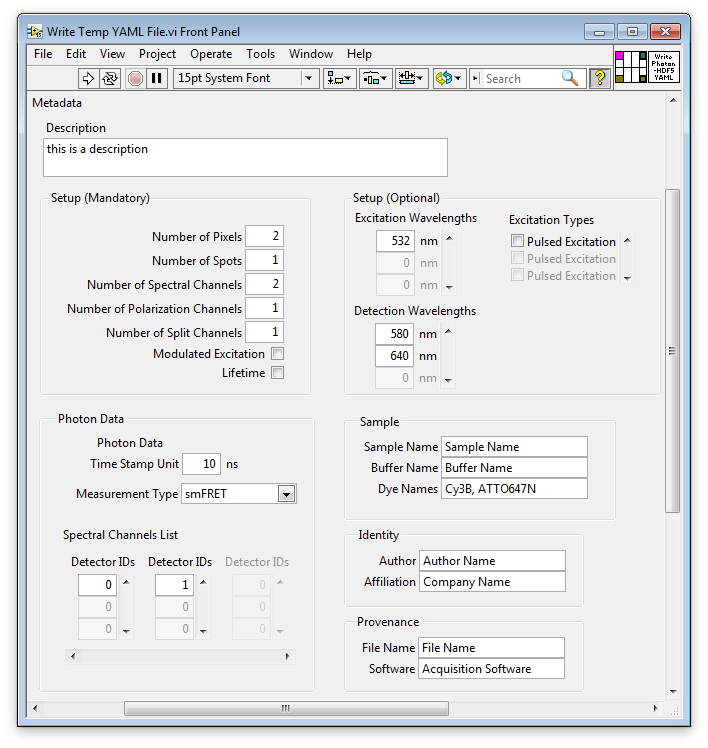 Write Temp YAML File.vi Front Panel
File Edit View Project Operate Tools Window Help
15pt System Font
Search
?
Write
Photon
-HDF5
YAML
Metadata
Description
this is a description
Setup (Mandatory)
Number of Pixels 2
Number of Spots 1
Number of Spectral Channels 2
Number of Polarization Channels 1
Number of Split Channels 1
Modulated Excitation
Lifetime
Setup (Optional)
Excitation Wavelengths
532 nm
0 nm
0 nm
Excitation Types
Pulsed Excitation
Pulsed Excitation
Pulsed Excitation
Detection Wavelengths
580 nm
640 nm
0 nm
Photon Data
Photon Data
Time Stamp Unit 10 ns
Measurement Type smFRET
Spectral Channels List
Detector IDs Detector IDs Detector IDs
0 1 0
0 0 0
0 0 0
Sample
Sample Name Sample Name
Buffer Name Buffer Name
Dye Names Cy3B, ATTO647N
Identity
Author Author Name
Affiliation Company Name
Provenance
File Name File Name
Software Acquisition Software